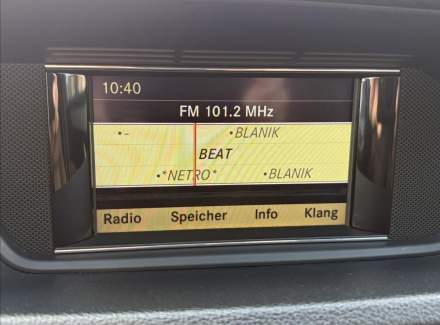 10:40
FM 101.2 MHz
•- •BLANIK
BEAT
•*NETRO* •BLANIK
Radio Speicher Info Klang